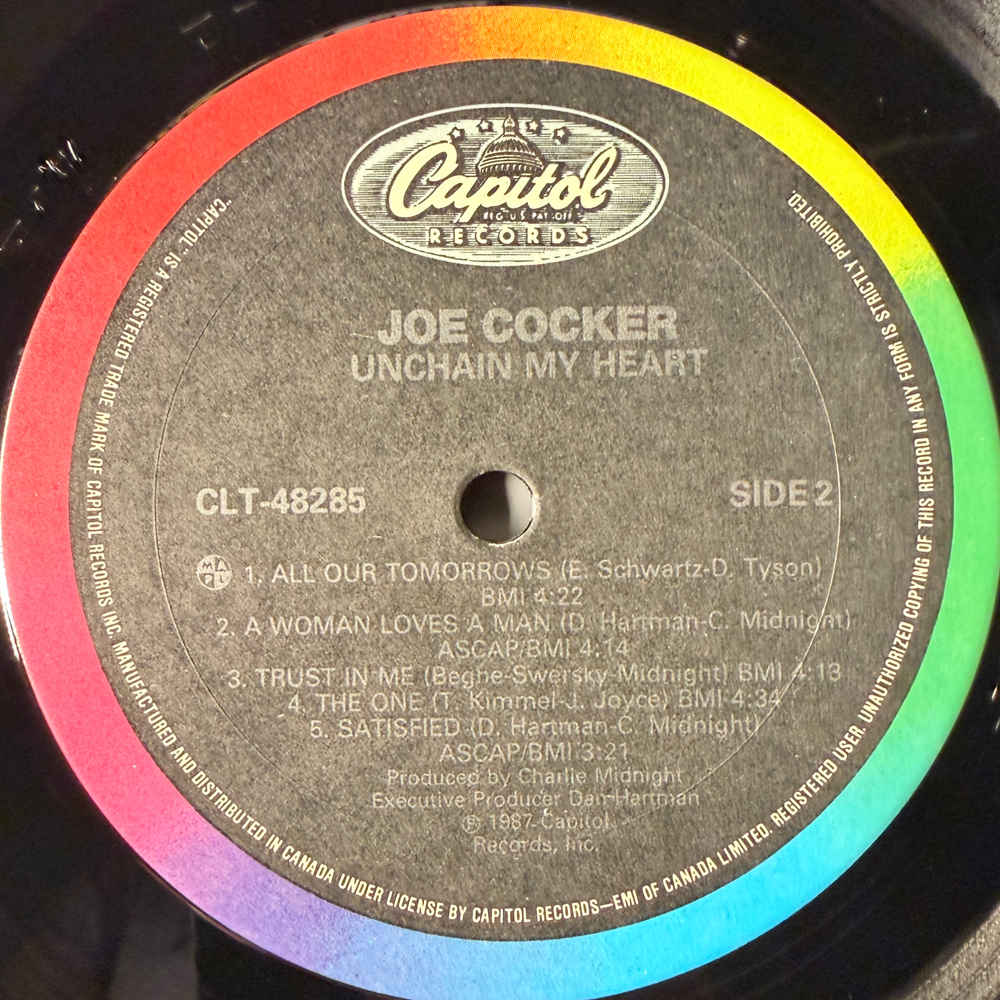 Capitol
REG. U.S. PAT. OFF.
RECORDS
JOE COCKER
UNCHAIN MY HEART
CLT-48285
SIDE 2
MAPL 1. ALL OUR TOMORROWS (E. Schwartz-D. Tyson)
BMI 4:22
2. A WOMAN LOVES A MAN (D. Hartman-C. Midnight)
ASCAP/BMI 4:14
3. TRUST IN ME (Beghe-Swersky-Midnight) BMI 4:13
4. THE ONE (T. Kimmel-J. Joyce) BMI 4:34
5. SATISFIED (D. Hartman-C. Midnight)
ASCAP/BMI 3:21
Produced by Charlie Midnight
Executive Producer Dan Hartman
℗ 1987 Capitol
Records, Inc.
"CAPITOL" IS A REGISTERED TRADE MARK OF CAPITOL RECORDS INC. MANUFACTURED AND DISTRIBUTED IN CANADA UNDER LICENSE BY CAPITOL RECORDS—EMI OF CANADA LIMITED. REGISTERED USER. UNAUTHORIZED COPYING OF THIS RECORD IN ANY FORM IS STRICTLY PROHIBITED.